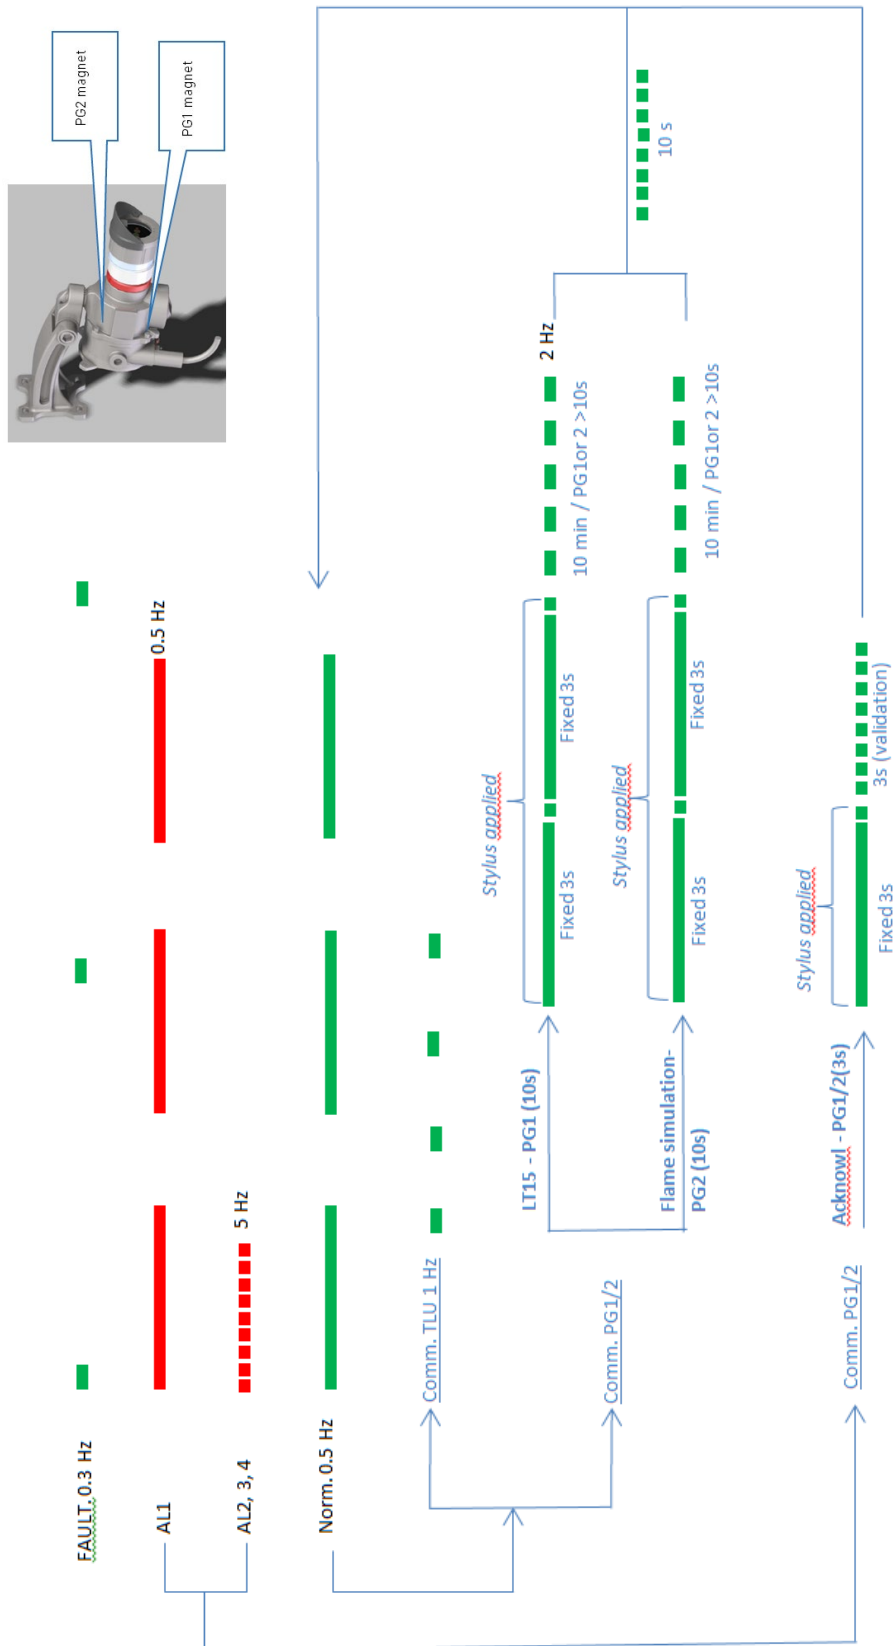 FAULT. 0.3 Hz
AL1
0.5 Hz
AL2, 3, 4
5 Hz
Norm. 0.5 Hz
Comm. TLU 1 Hz
Comm. PG1/2
LT15 - PG1 (10s)
Stylus applied
Fixed 3s
Fixed 3s
2 Hz
10 min / PG1or 2 >10s
Flame simulation-
PG2 (10s)
Stylus applied
Fixed 3s
Fixed 3s
10 min / PG1or 2 >10s
10 s
Comm. PG1/2
Acknowl - PG1/2(3s)
Stylus applied
Fixed 3s
3s (validation)
PG2 magnet
PG1 magnet